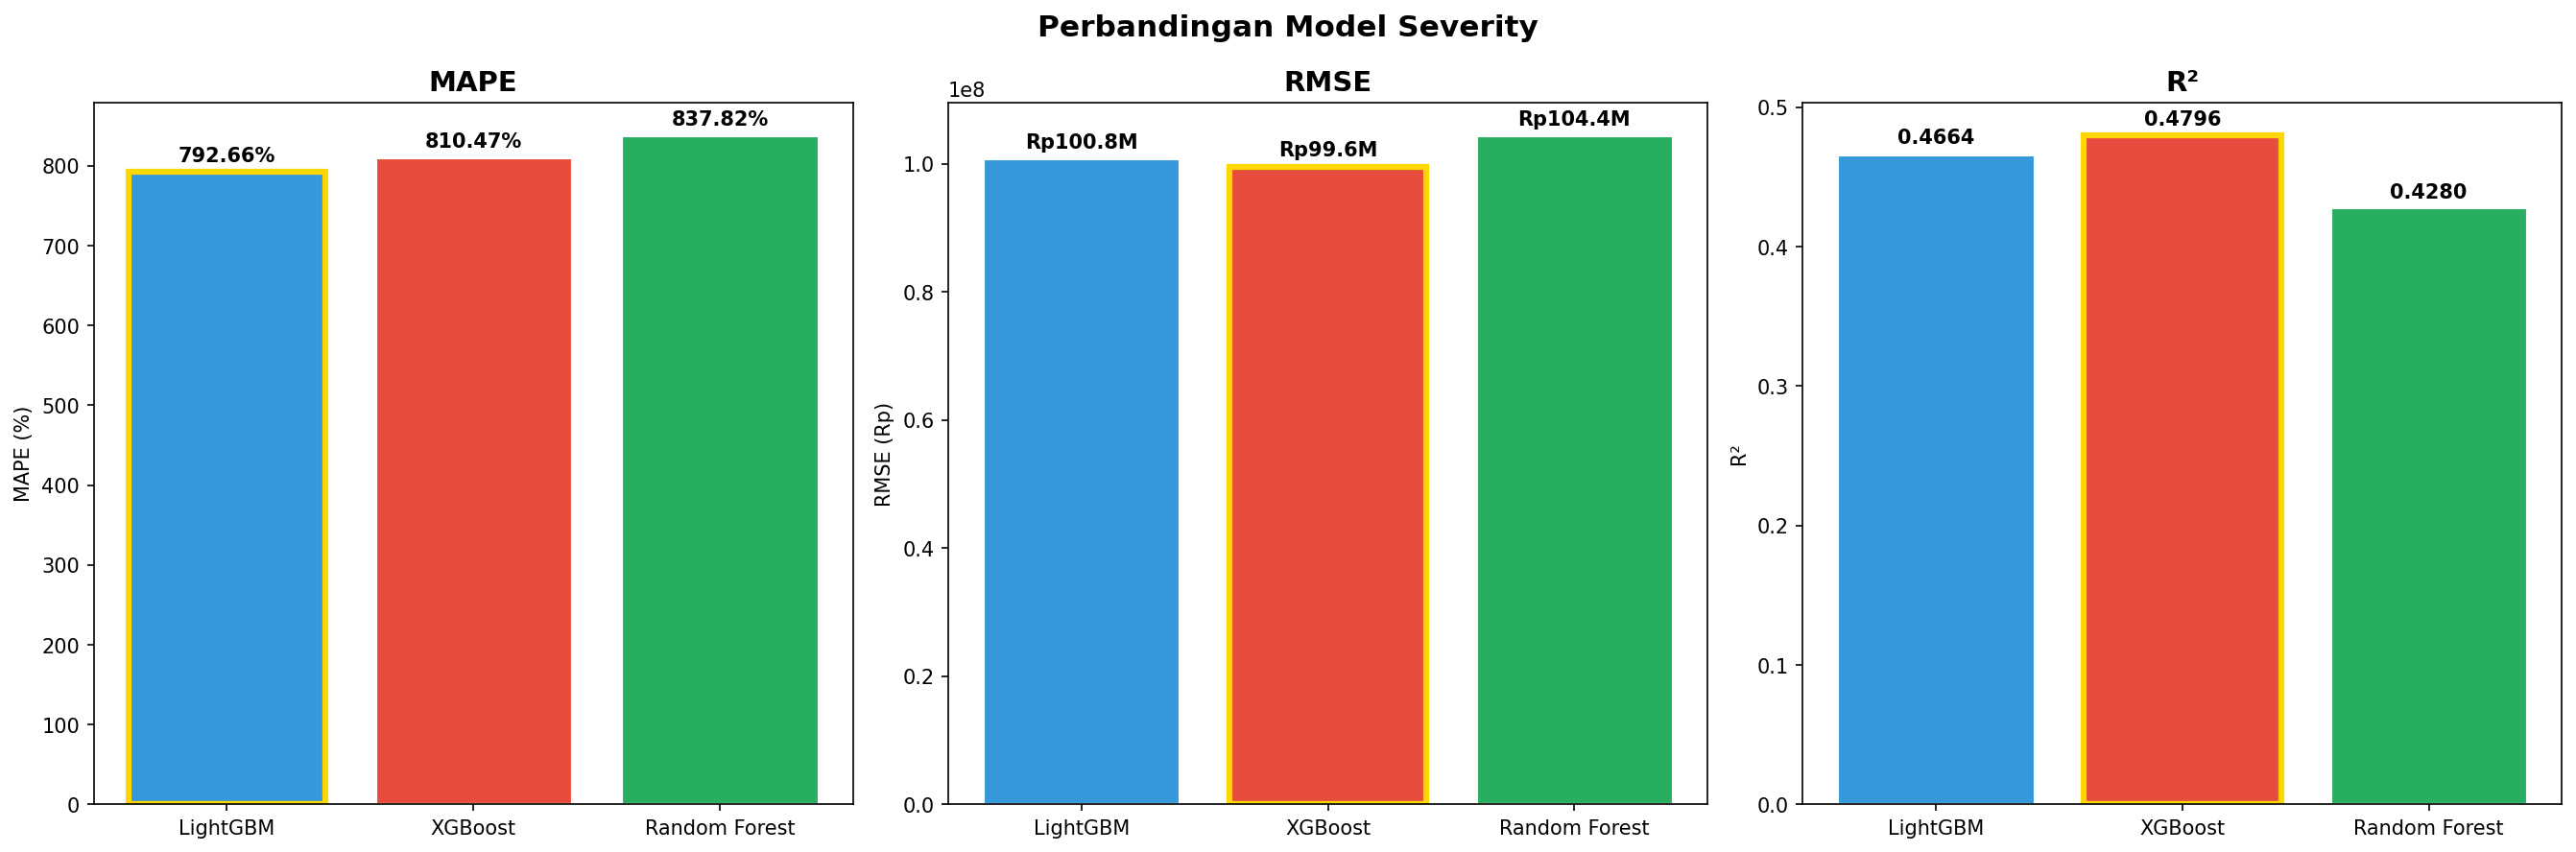 Perbandingan Model Severity
MAPE
MAPE (%)
800
700
600
500
400
300
200
100
0
792.66%
810.47%
837.82%
LightGBM
XGBoost
Random Forest
RMSE
1e8
RMSE (Rp)
1.0
0.8
0.6
0.4
0.2
0.0
Rp100.8M
Rp99.6M
Rp104.4M
LightGBM
XGBoost
Random Forest
R²
R²
0.5
0.4
0.3
0.2
0.1
0.0
0.4664
0.4796
0.4280
LightGBM
XGBoost
Random Forest